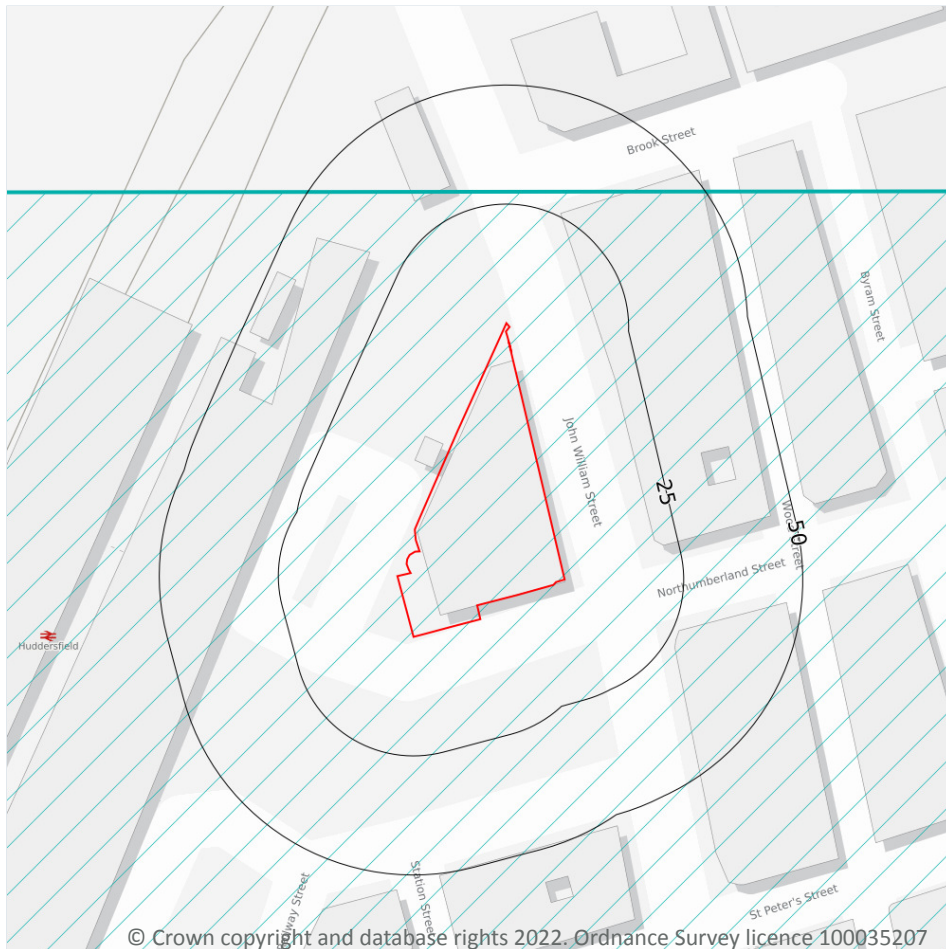 Brook Street
Byram Street
John William Street
25
50
Northumberland Street
Huddersfield
Station Street
St Peter's Street
© Crown copyright and database rights 2022. Ordnance Survey licence 100035207